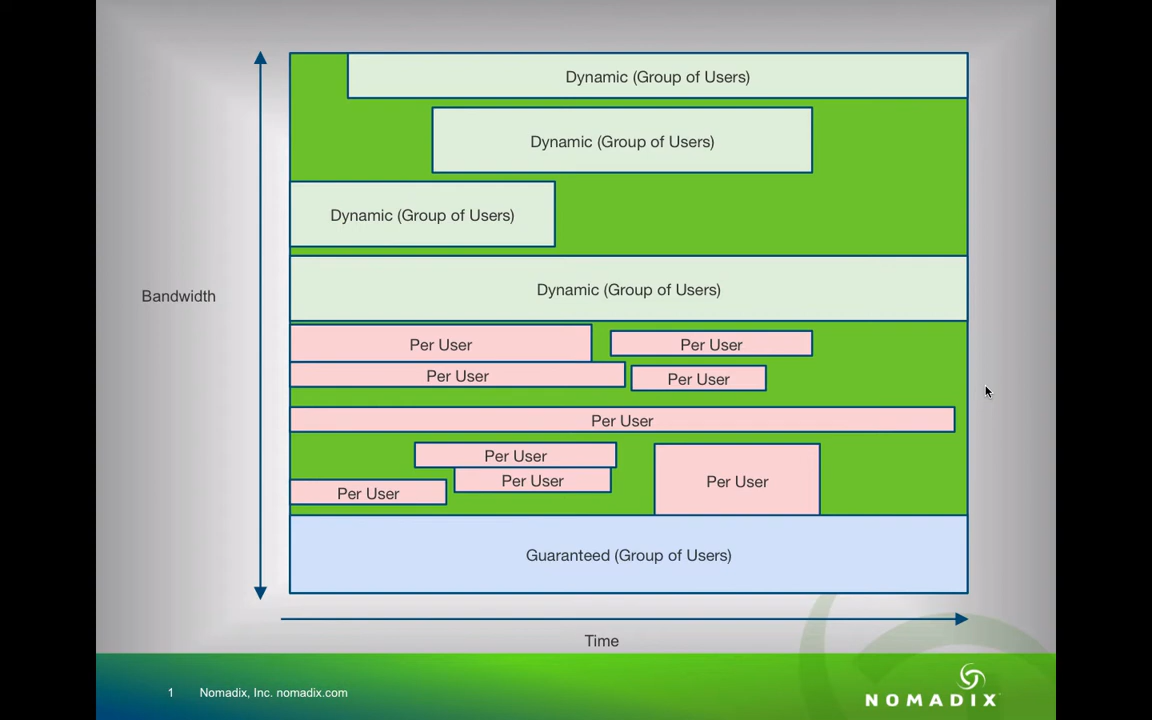 Dynamic (Group of Users)
Dynamic (Group of Users)
Dynamic (Group of Users)
Bandwidth
Dynamic (Group of Users)
Per User
Per User
Per User
Per User
Per User
Per User
Per User
Per User
Per User
Guaranteed (Group of Users)
Time
1
Nomadix, Inc. nomadix.com
NOMADIX